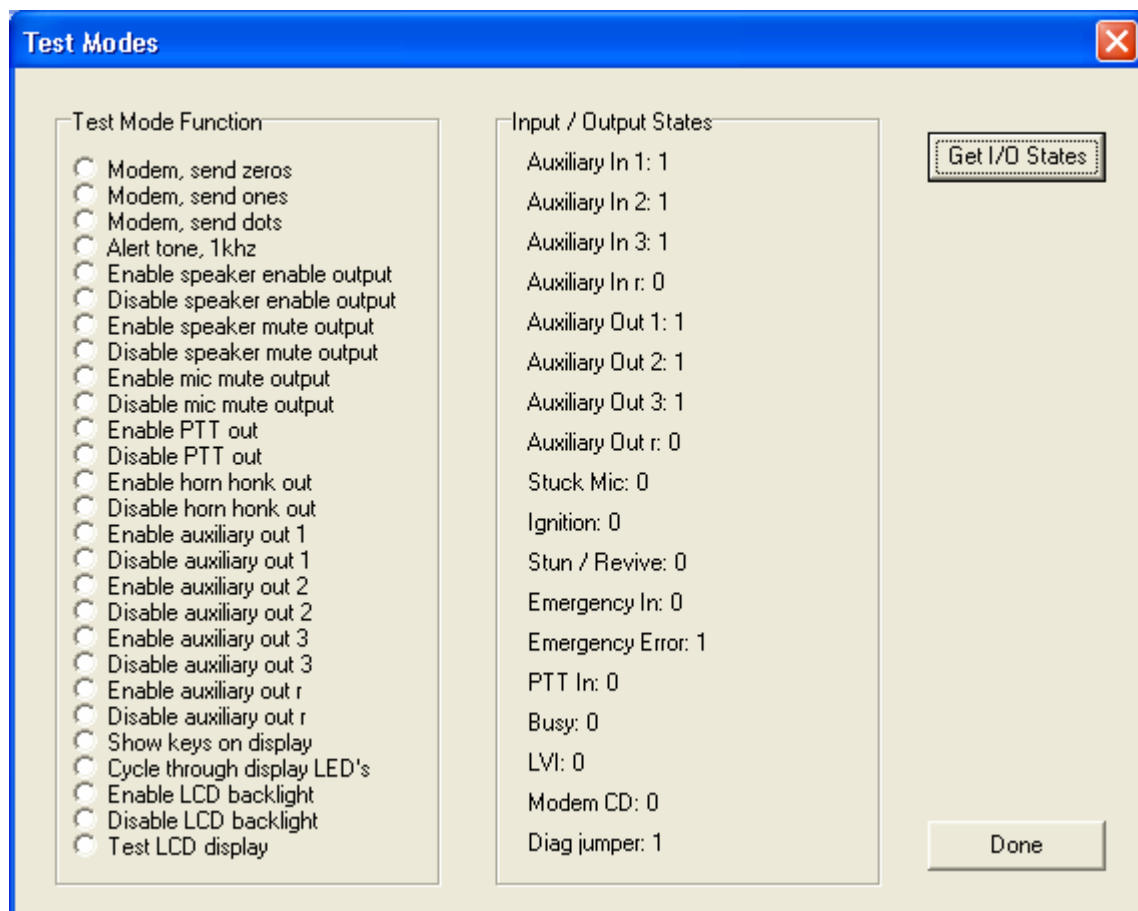 Test Modes
Test Mode Function
Modem, send zeros
Modem, send ones
Modem, send dots
Alert tone, 1khz
Enable speaker enable output
Disable speaker enable output
Enable speaker mute output
Disable speaker mute output
Enable mic mute output
Disable mic mute output
Enable PTT out
Disable PTT out
Enable horn honk out
Disable horn honk out
Enable auxiliary out 1
Disable auxiliary out 1
Enable auxiliary out 2
Disable auxiliary out 2
Enable auxiliary out 3
Disable auxiliary out 3
Enable auxiliary out r
Disable auxiliary out r
Show keys on display
Cycle through display LED's
Enable LCD backlight
Disable LCD backlight
Test LCD display
Input / Output States
Auxiliary In 1: 1
Auxiliary In 2: 1
Auxiliary In 3: 1
Auxiliary In r: 0
Auxiliary Out 1: 1
Auxiliary Out 2: 1
Auxiliary Out 3: 1
Auxiliary Out r: 0
Stuck Mic: 0
Ignition: 0
Stun / Revive: 0
Emergency In: 0
Emergency Error: 1
PTT In: 0
Busy: 0
LVI: 0
Modem CD: 0
Diag jumper: 1
Get I/O States
Done